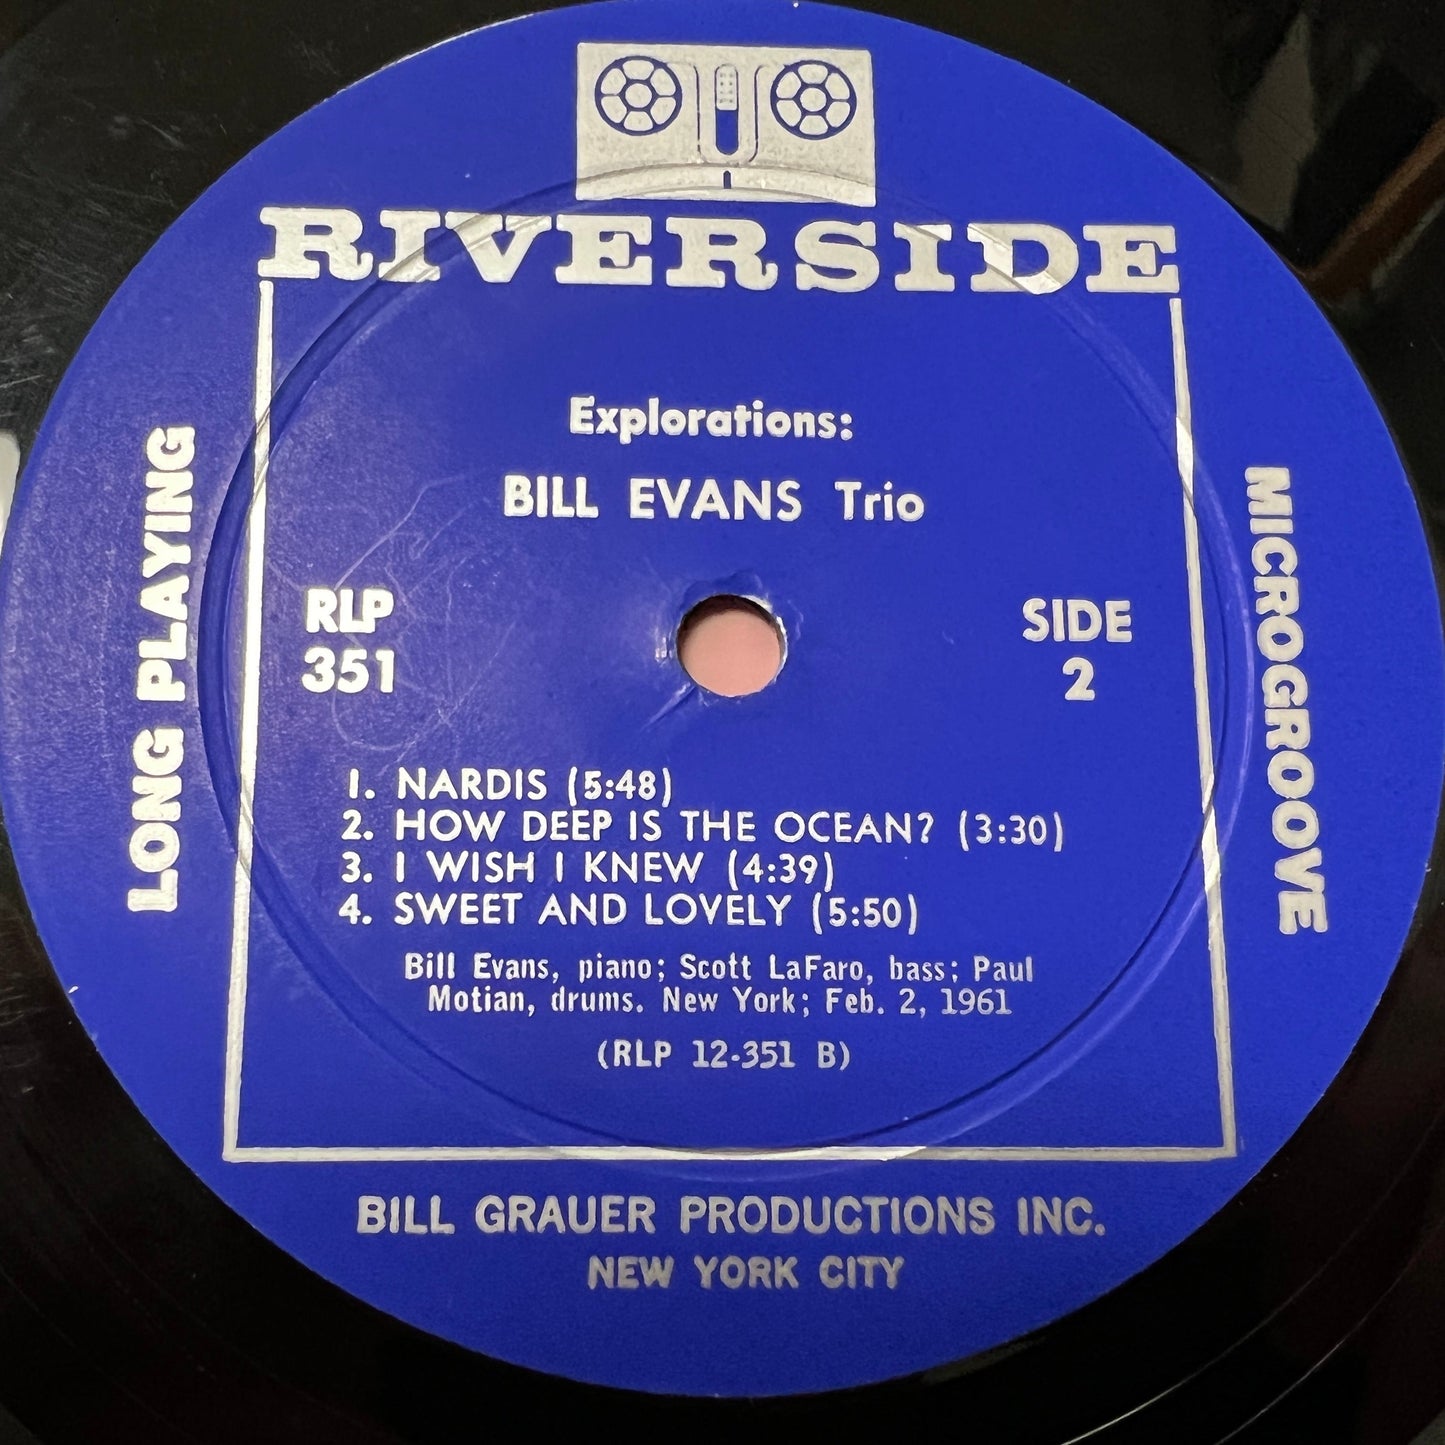 RIVERSIDE
Explorations:
BILL EVANS Trio
RLP
351
SIDE
2
LONG PLAYING
MICROGROOVE
1. NARDIS (5:48)
2. HOW DEEP IS THE OCEAN? (3:30)
3. I WISH I KNEW (4:39)
4. SWEET AND LOVELY (5:50)
Bill Evans, piano; Scott LaFaro, bass; Paul
Motian, drums. New York; Feb. 2, 1961
(RLP 12-351 B)
BILL GRAUER PRODUCTIONS INC.
NEW YORK CITY